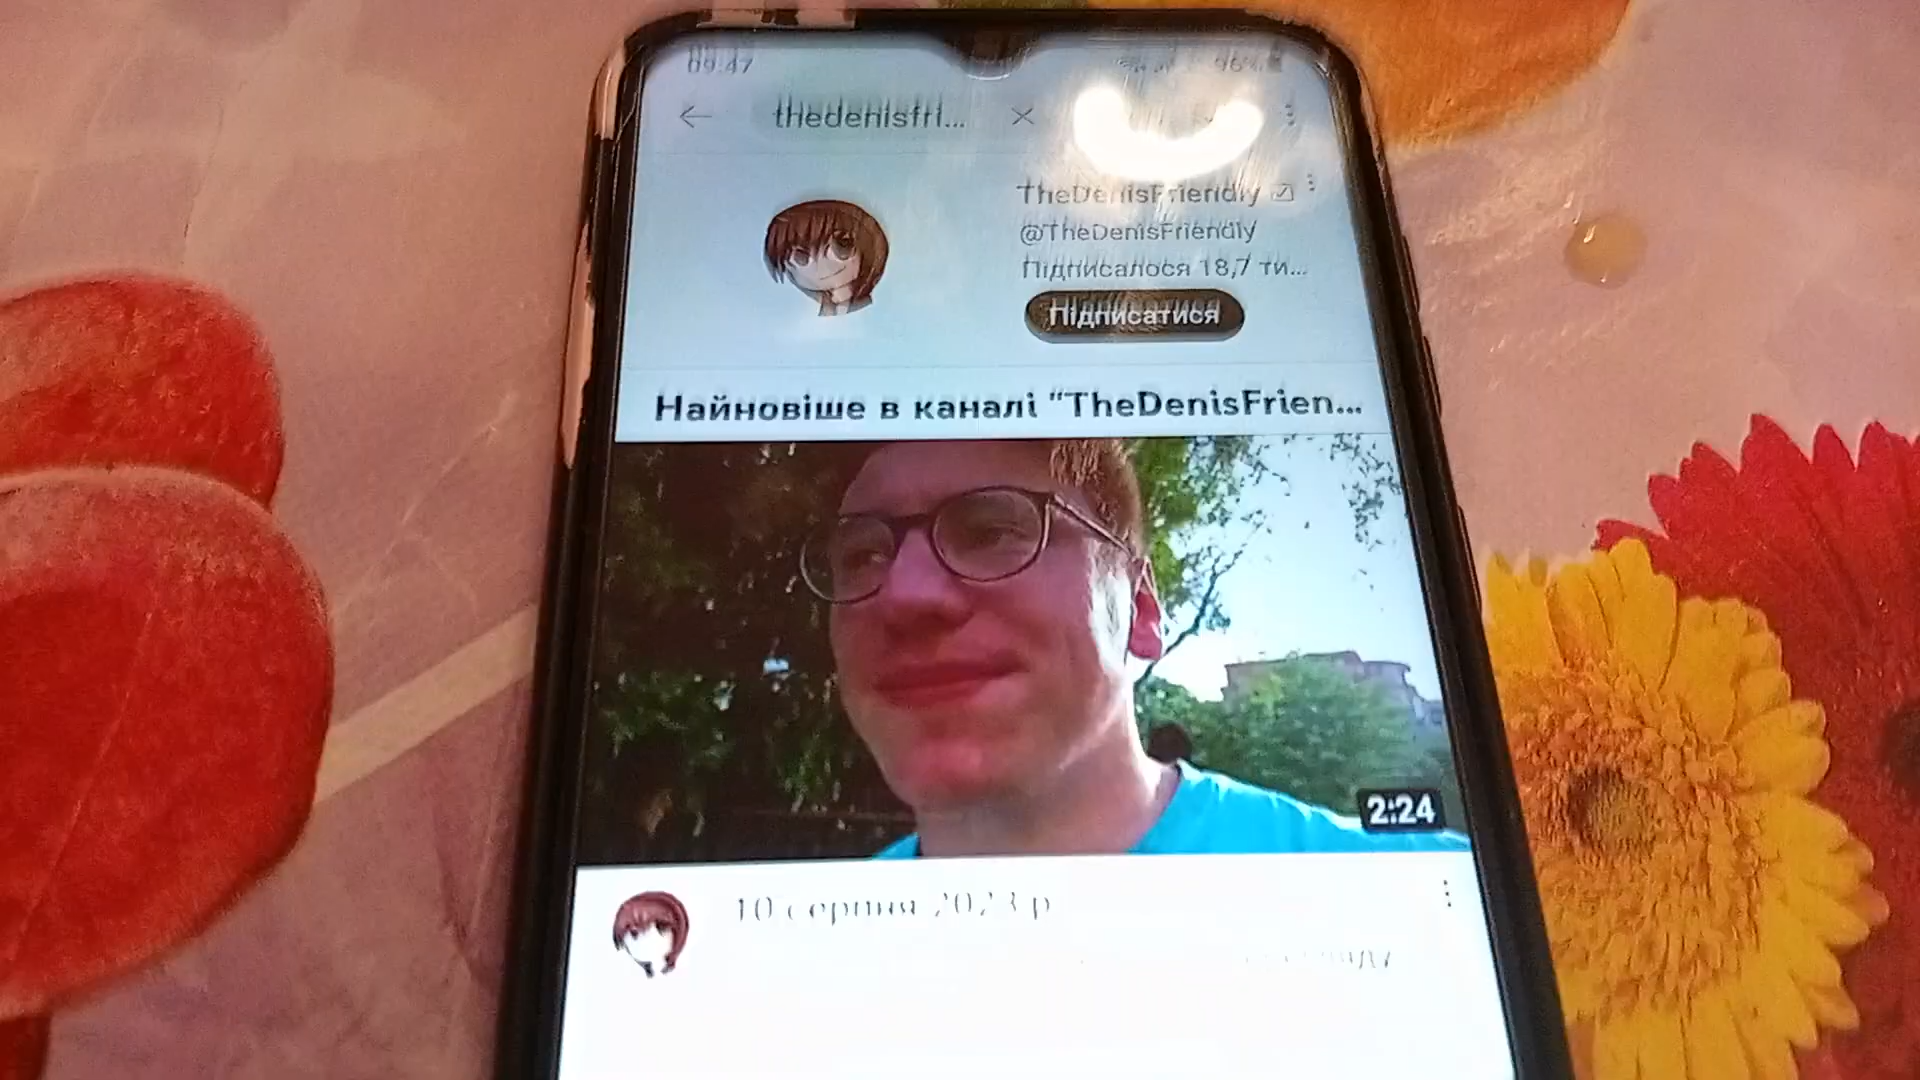 09:47
96%
thedenisfri...
TheDenisFriendly
@TheDenisFriendly
Підписалося 18,7 ти...
Підписатися
Найновіше в каналі "TheDenisFrien...
2:24
10 серпня 2023 р